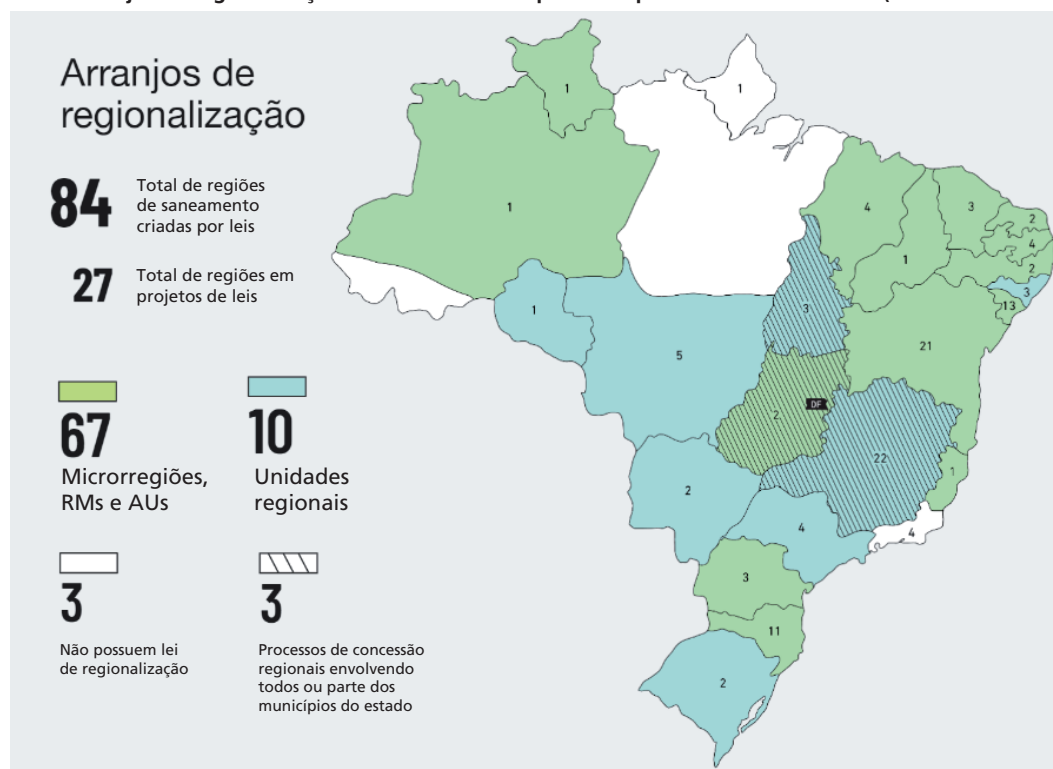 Arranjos de
regionalização
84
Total de regiões
de saneamento
criadas por leis
27
Total de regiões em
projetos de leis
67
Microrregiões,
RMs e AUs
10
Unidades
regionais
3
Não possuem lei
de regionalização
3
Processos de concessão
regionais envolvendo
todos ou parte dos
municípios do estado
1
1
1
4
3
2
4
1
2
3
13
1
3
21
5
2
DF
22
1
2
4
4
3
11
2